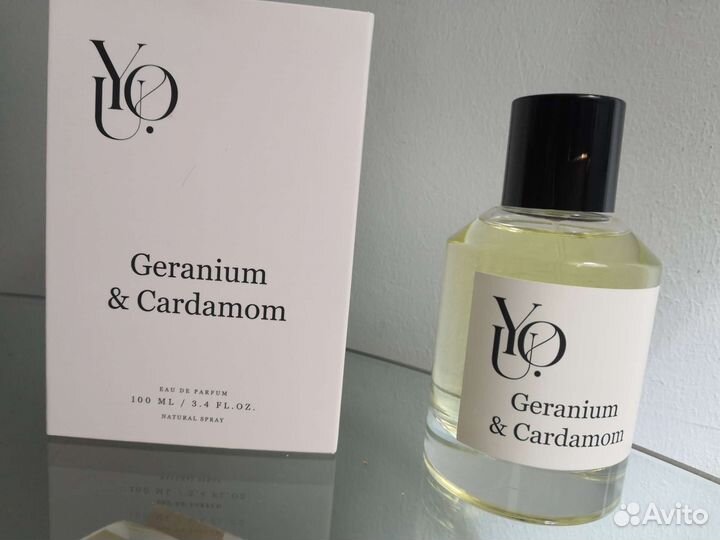 YOU.
Geranium
& Cardamom
EAU DE PARFUM
100 ML / 3.4 FL.OZ.
NATURAL SPRAY
YOU.
Geranium
& Cardamom
Avito